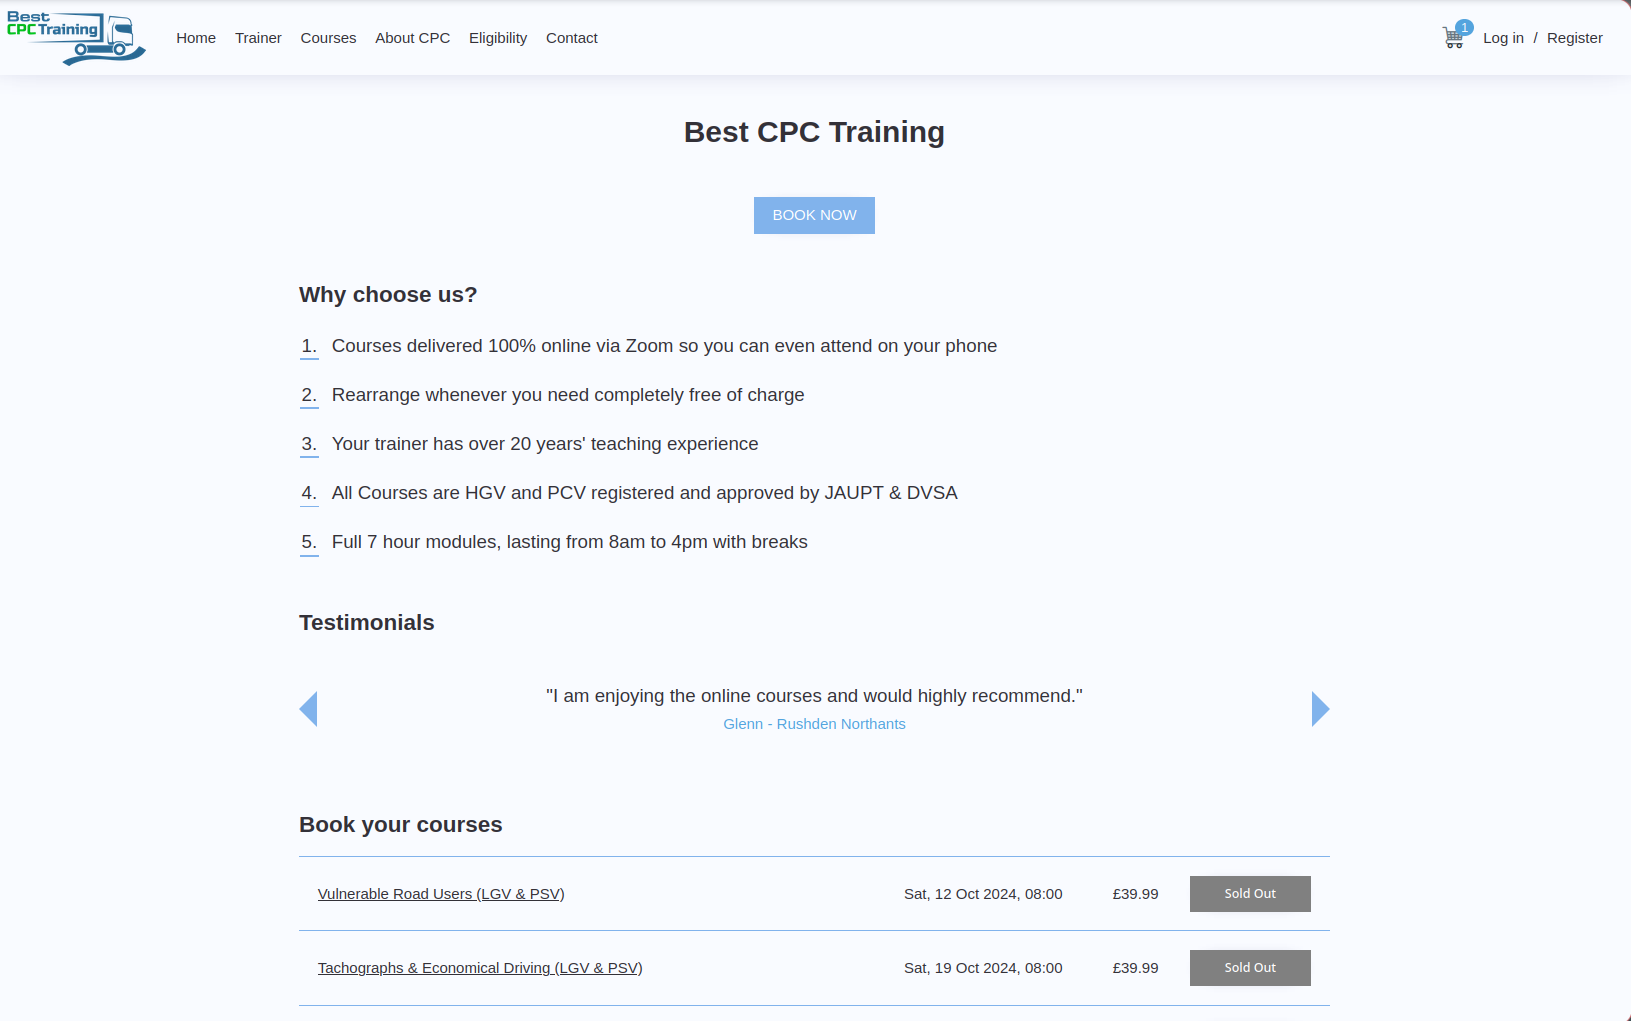 Best
CPC Training
Home Trainer Courses About CPC Eligibility Contact
1
Log in / Register
Best CPC Training
BOOK NOW
Why choose us?
1. Courses delivered 100% online via Zoom so you can even attend on your phone
2. Rearrange whenever you need completely free of charge
3. Your trainer has over 20 years' teaching experience
4. All Courses are HGV and PCV registered and approved by JAUPT & DVSA
5. Full 7 hour modules, lasting from 8am to 4pm with breaks
Testimonials
"I am enjoying the online courses and would highly recommend."
Glenn - Rushden Northants
Book your courses
Vulnerable Road Users (LGV & PSV) Sat, 12 Oct 2024, 08:00 £39.99 Sold Out
Tachographs & Economical Driving (LGV & PSV) Sat, 19 Oct 2024, 08:00 £39.99 Sold Out